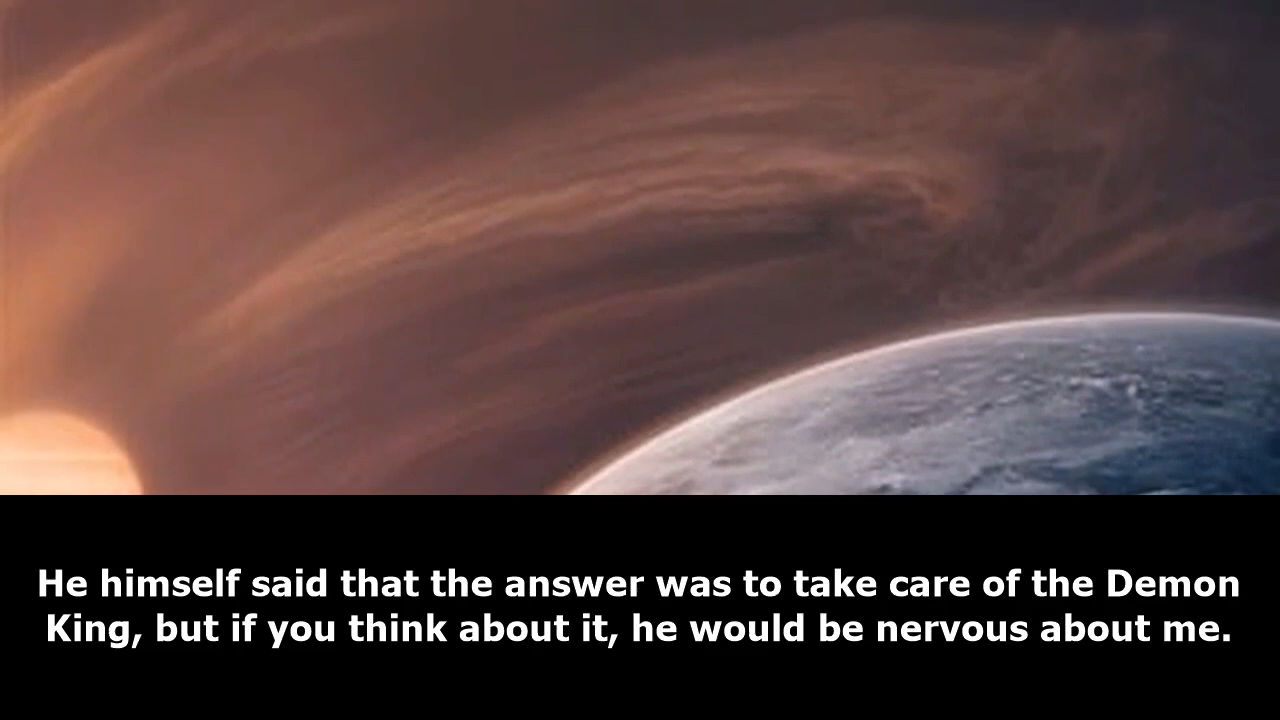 He himself said that the answer was to take care of the Demon
King, but if you think about it, he would be nervous about me.